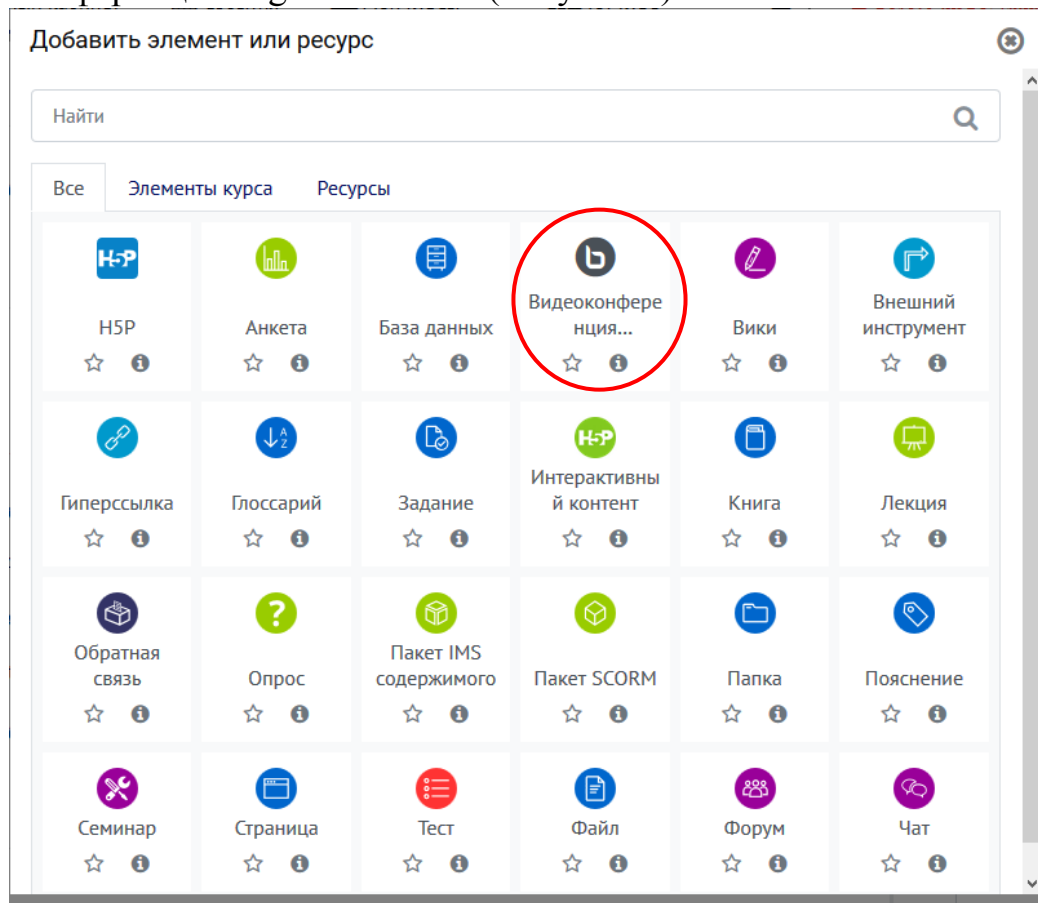 Добавить элемент или ресурс
Найти
Все Элементы курса Ресурсы
H5P
H5P Анкета База данных Видеоконфере
нция... Вики Внешний
инструмент
Гиперссылка Глоссарий Задание H5P
Интерактивны
й контент Книга Лекция
Обратная
связь Опрос Пакет IMS
содержимого Пакет SCORM Папка Пояснение
Семинар Страница Тест Файл Форум Чат